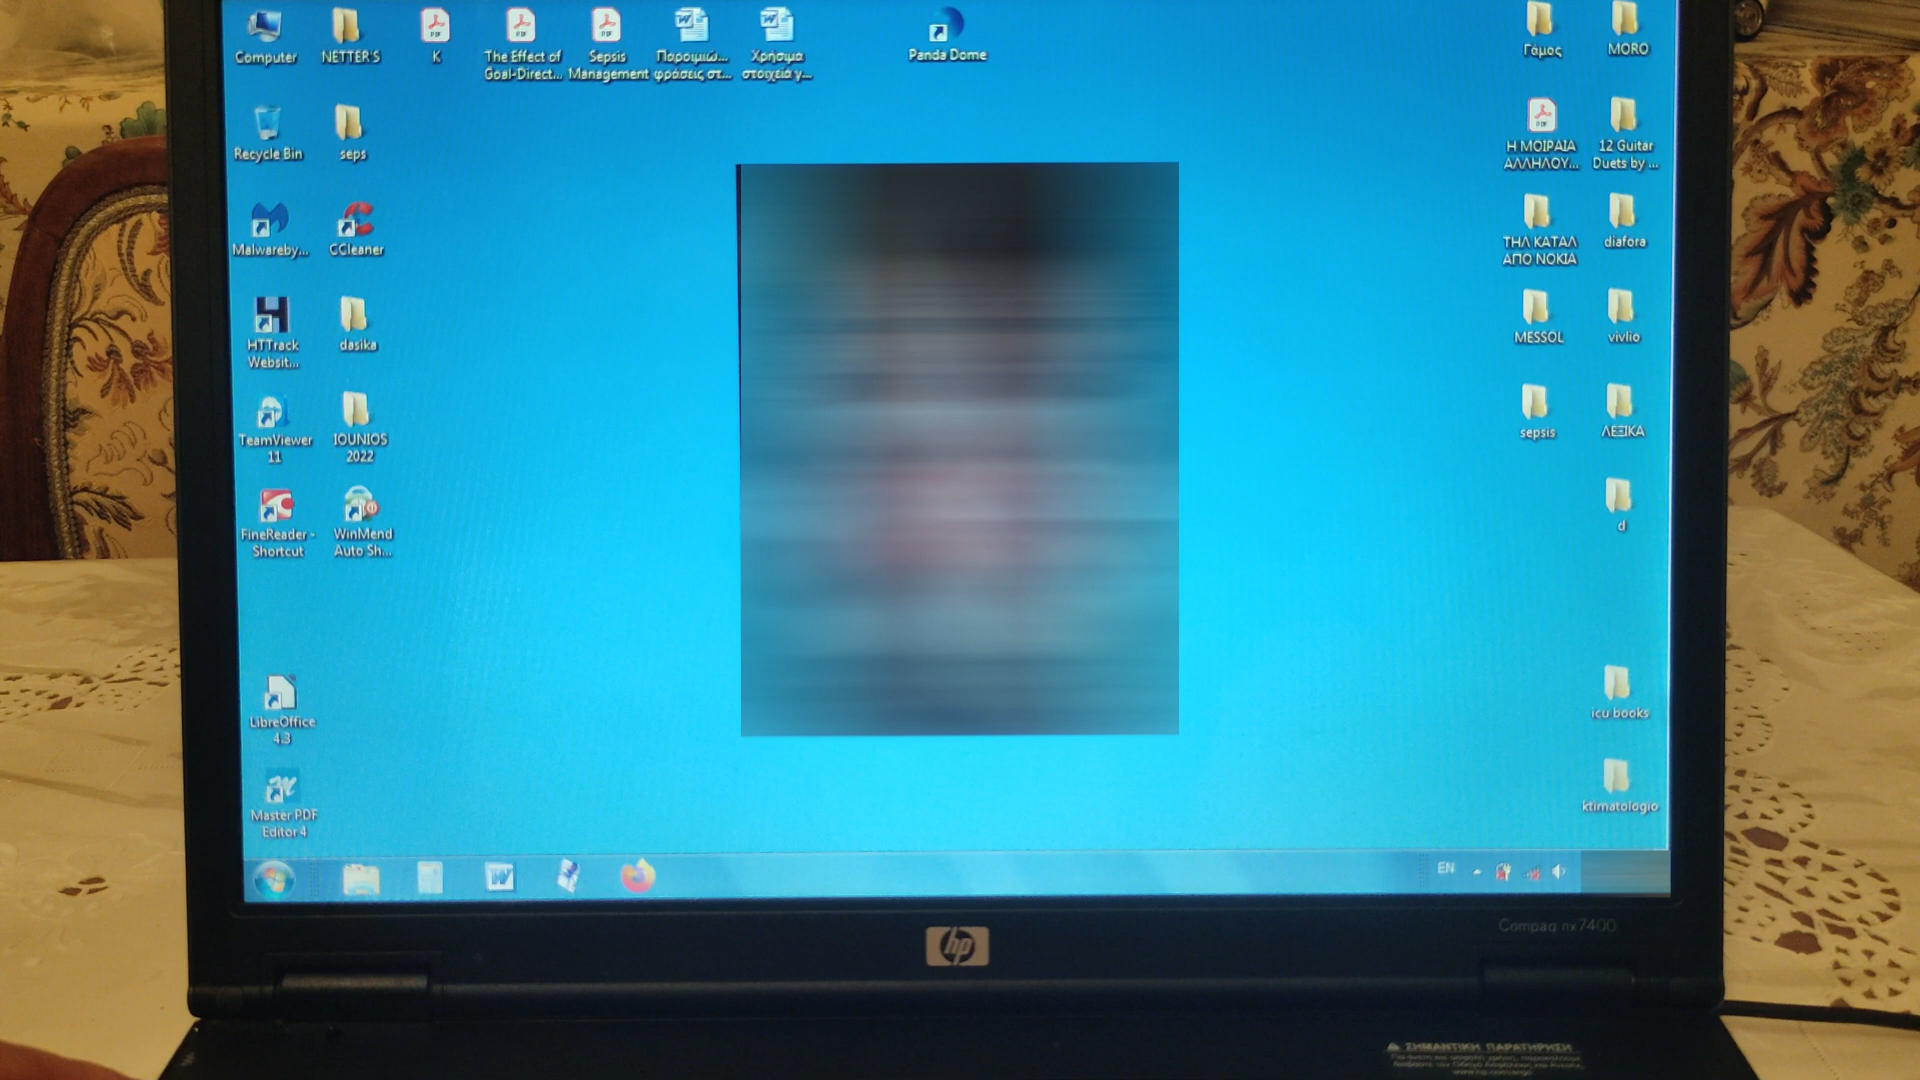 Computer
NETTER'S
K
The Effect of
Goal-Direct...
Sepsis
Management
Παροιμιώ...
φράσεις στ...
Χρήσιμα
στοιχεία γ...
Panda Dome
Γάμος
MORO
Recycle Bin
seps
Η ΜΟΙΡΑΙΑ
ΑΛΛΗΛΟΥ...
12 Guitar
Duets by ...
Malwareby...
CCleaner
ΤΗΛ ΚΑΤΑΛ
ΑΠΟ ΝΟΚΙΑ
diafora
HTTrack
Websit...
dasika
MESSOL
vivlio
TeamViewer
11
IOUNIOS
2022
sepsis
ΛΕΞΙΚΑ
FineReader -
Shortcut
WinMend
Auto Sh...
d
LibreOffice
4.3
icu books
Master PDF
Editor 4
ktimatologio
EN
hp
Compaq nx7400
ΣΗΜΑΝΤΙΚΗ ΠΑΡΑΤΗΡΗΣΗ